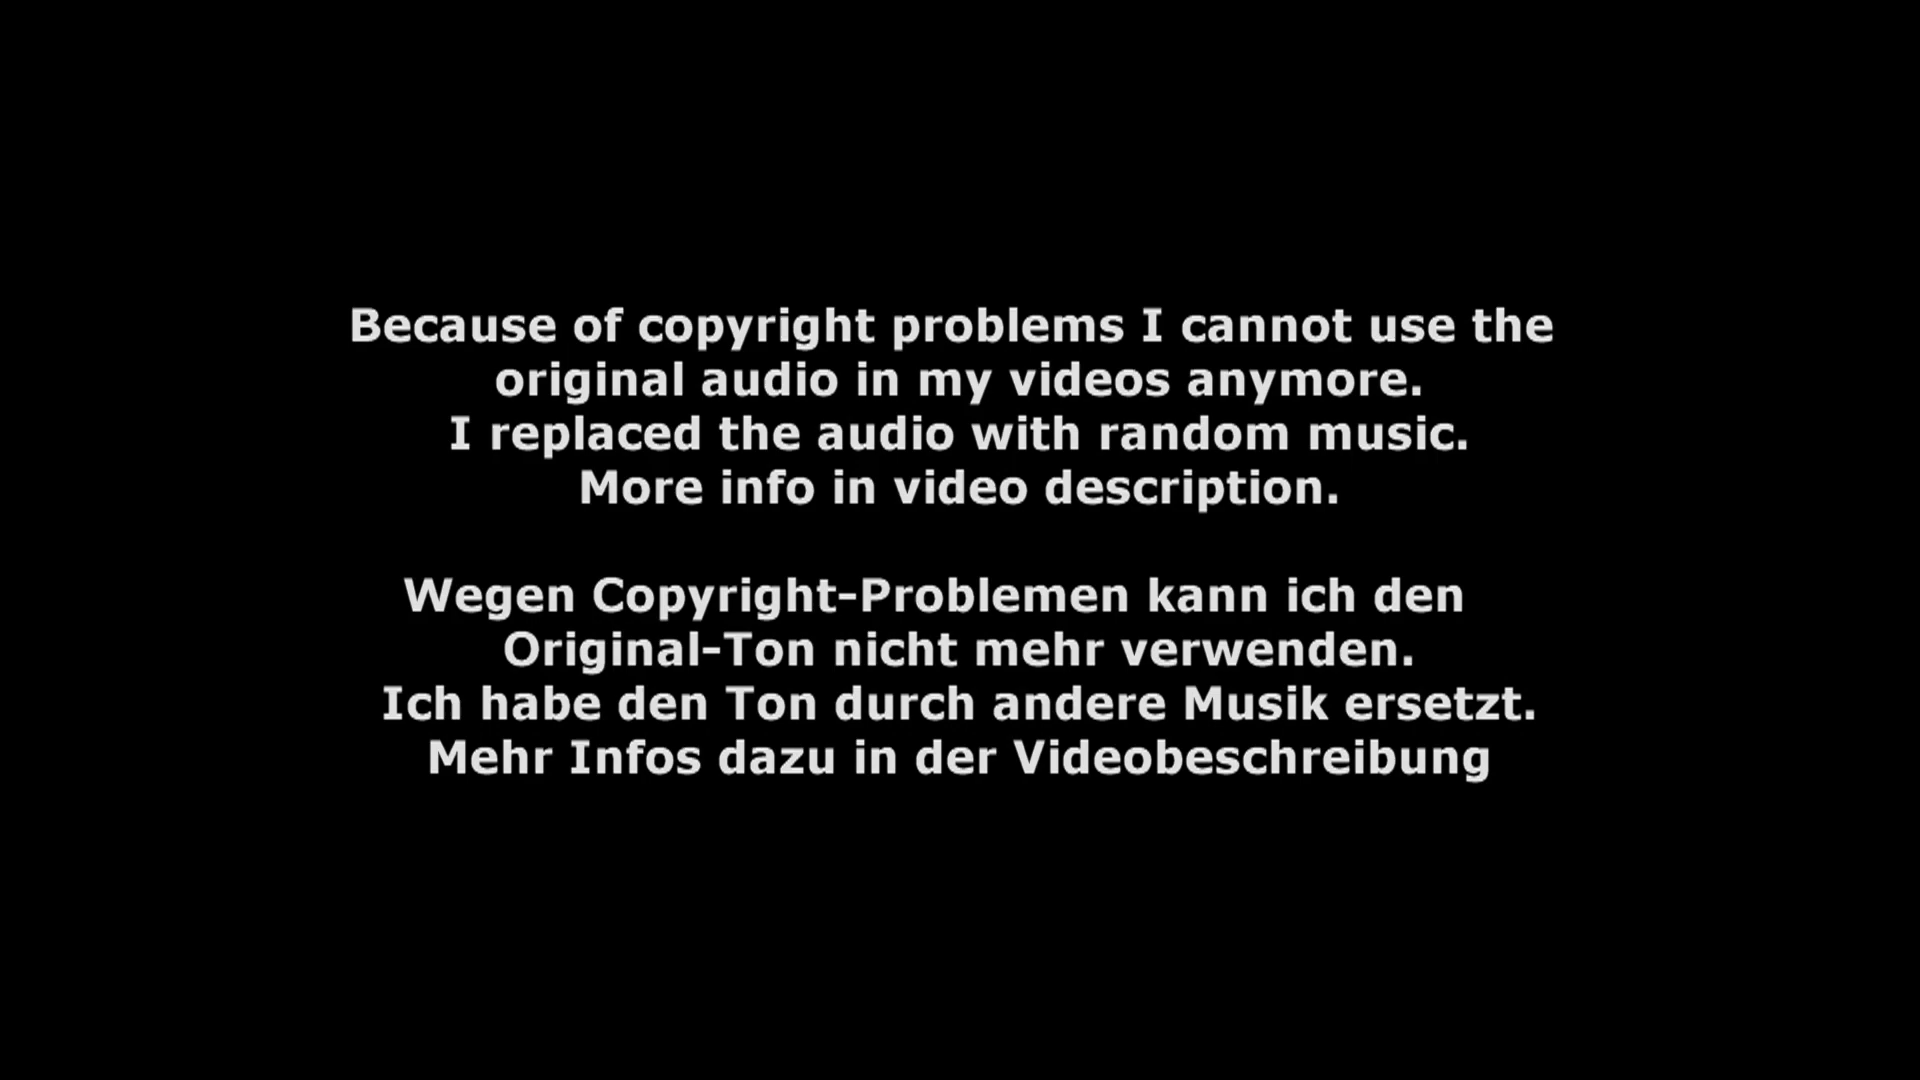 Because of copyright problems I cannot use the
original audio in my videos anymore.
I replaced the audio with random music.
More info in video description.
Wegen Copyright-Problemen kann ich den
Original-Ton nicht mehr verwenden.
Ich habe den Ton durch andere Musik ersetzt.
Mehr Infos dazu in der Videobeschreibung